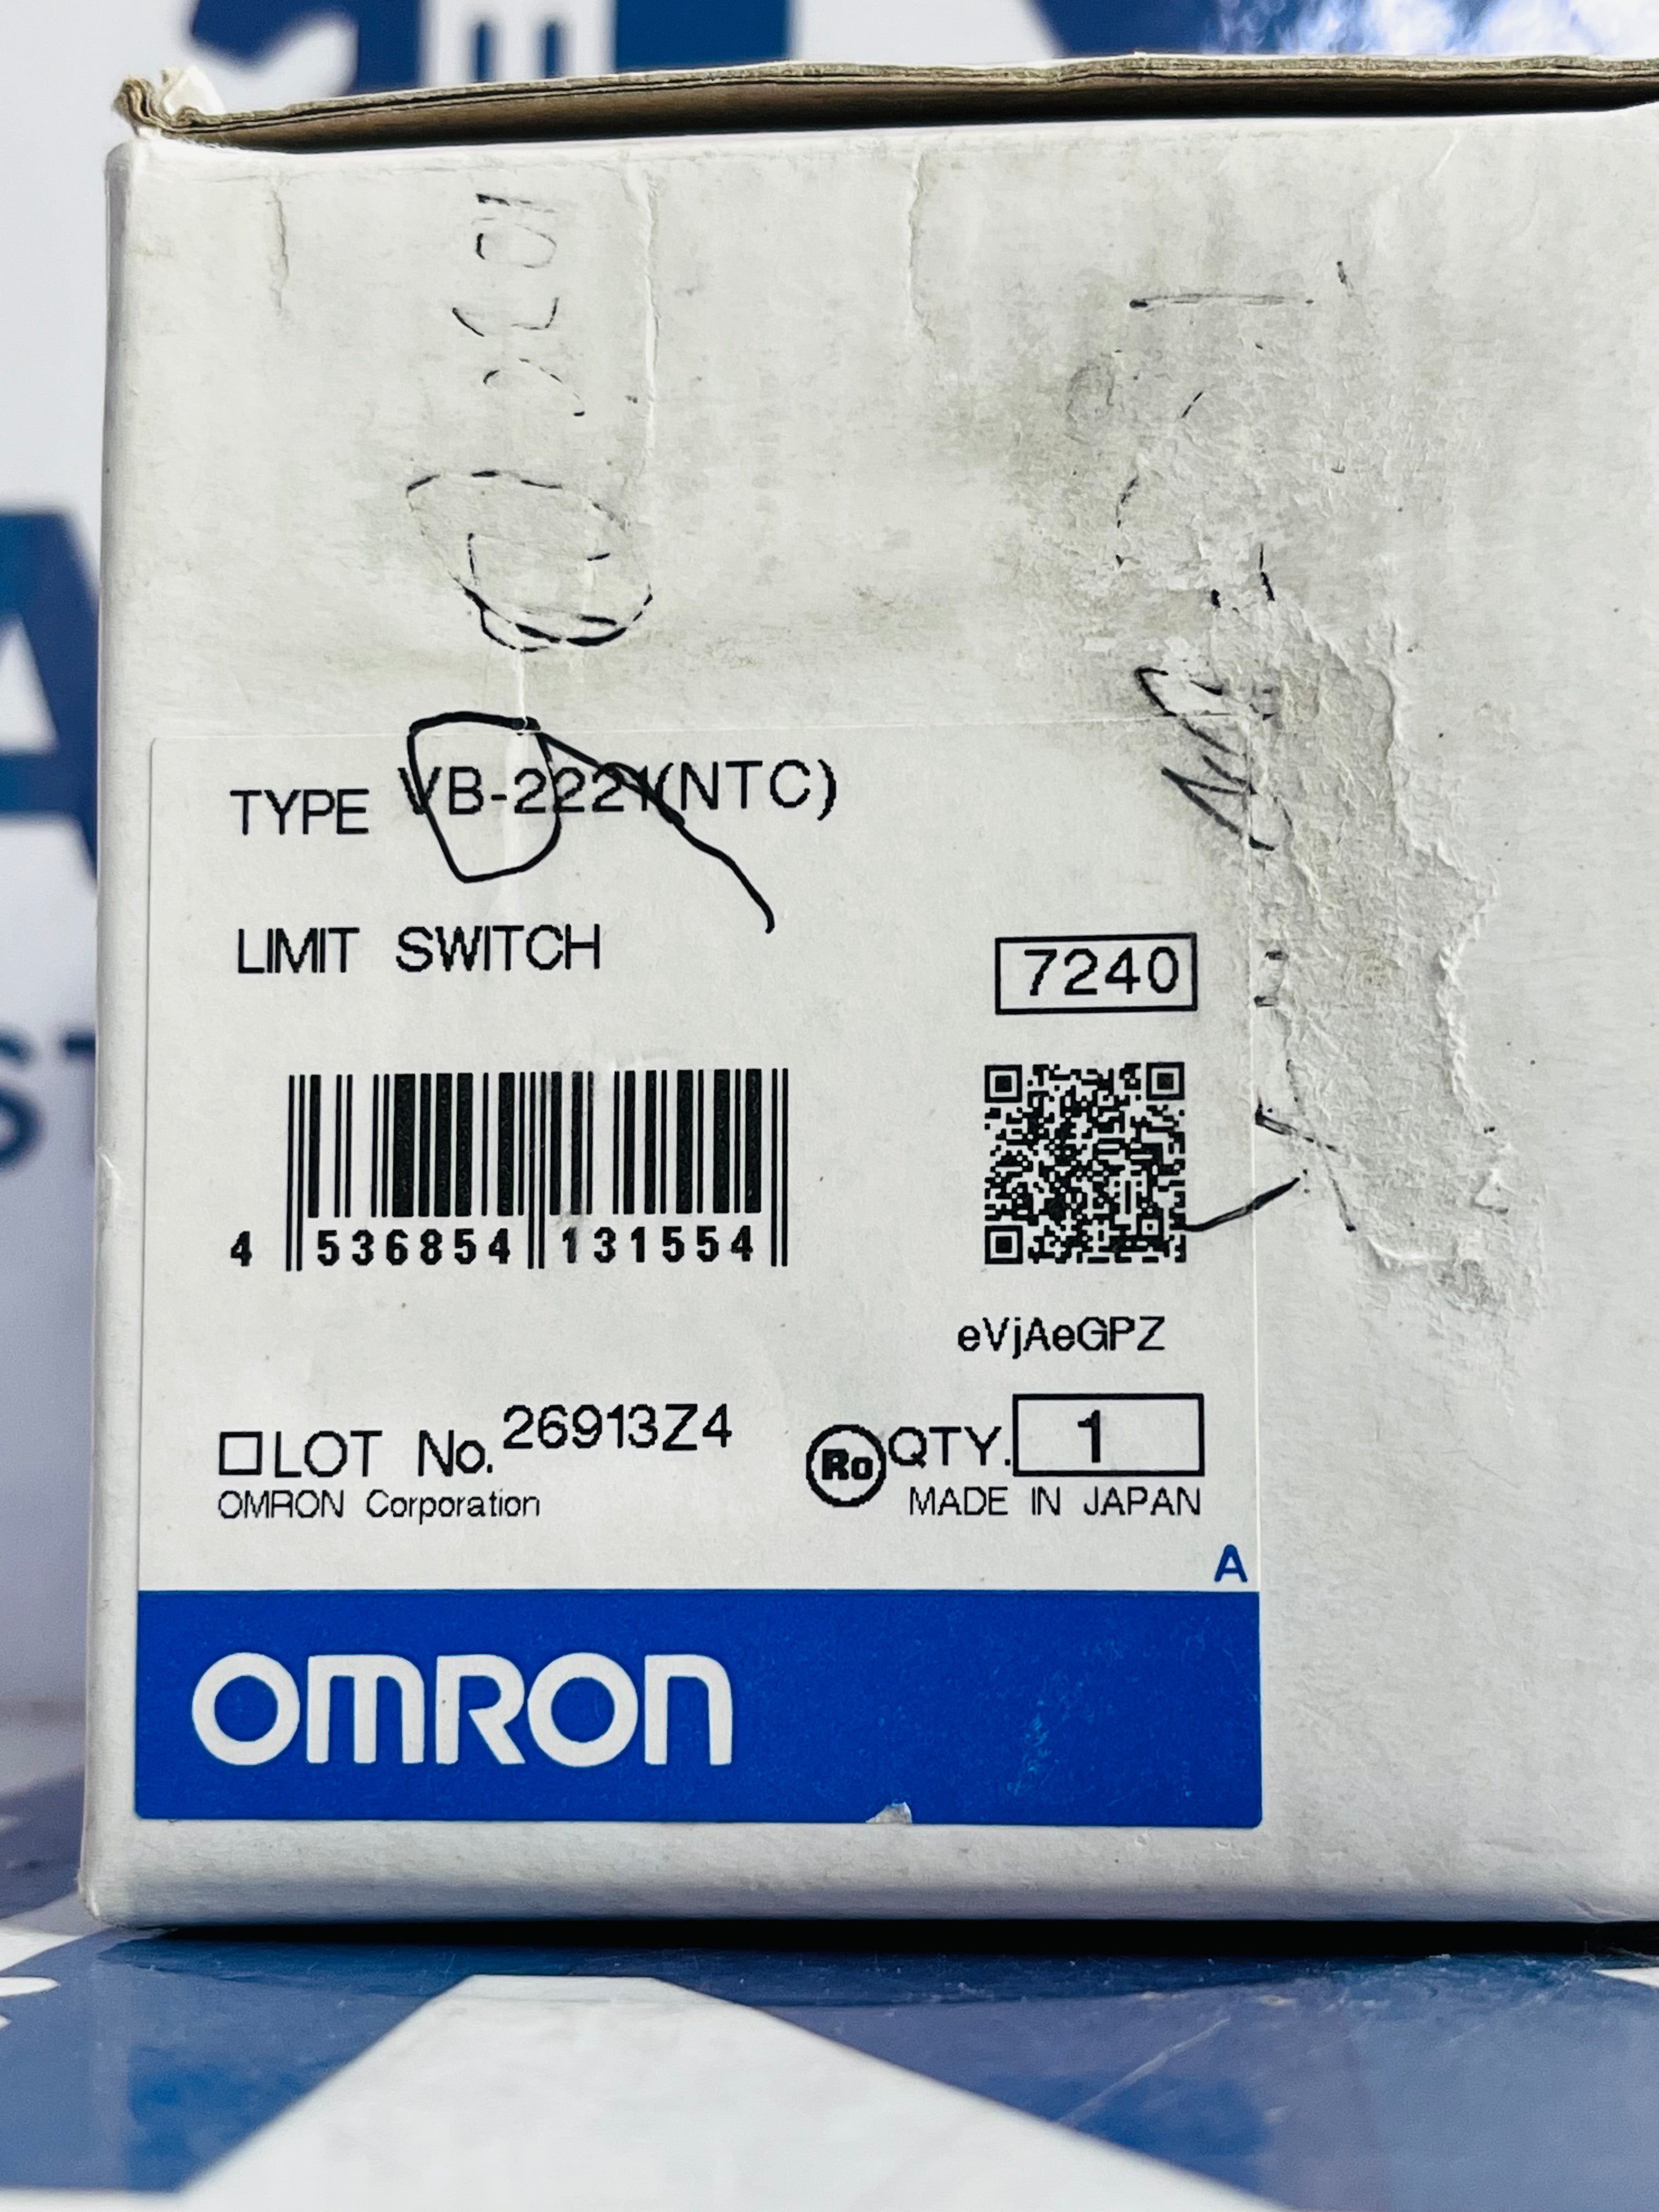 TYPE VB-2221(NTC)
LIMIT SWITCH
7240
4 536854 131554
eVjAeGPZ
□LOT No. 26913Z4
Ro QTY. 1
OMRON Corporation
MADE IN JAPAN
A
OMRON